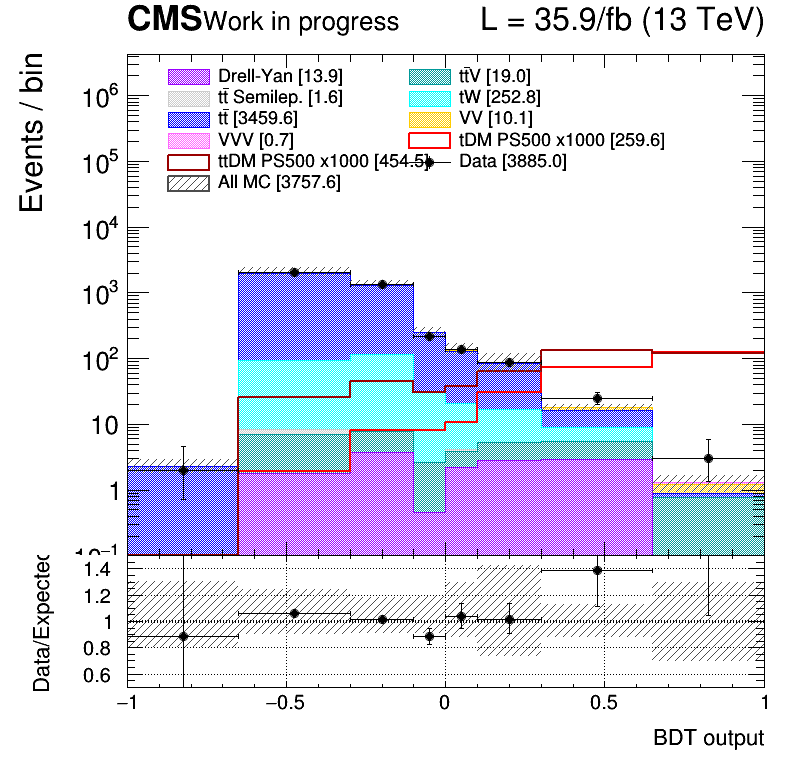 CMS Work in progress L = 35.9/fb (13 TeV)
Events / bin
Drell-Yan [13.9] tt̄V [19.0]
tt̄ Semilep. [1.6] tW [252.8]
tt̄ [3459.6] VV [10.1]
VVV [0.7] tDM PS500 x1000 [259.6]
ttDM PS500 x1000 [454.5] Data [3885.0]
All MC [3757.6]
10⁶
10⁵
10⁴
10³
10²
10
1
10⁻¹
Data/Expected
1.4
1.2
1
0.8
0.6
−1 −0.5 0 0.5 1
BDT output